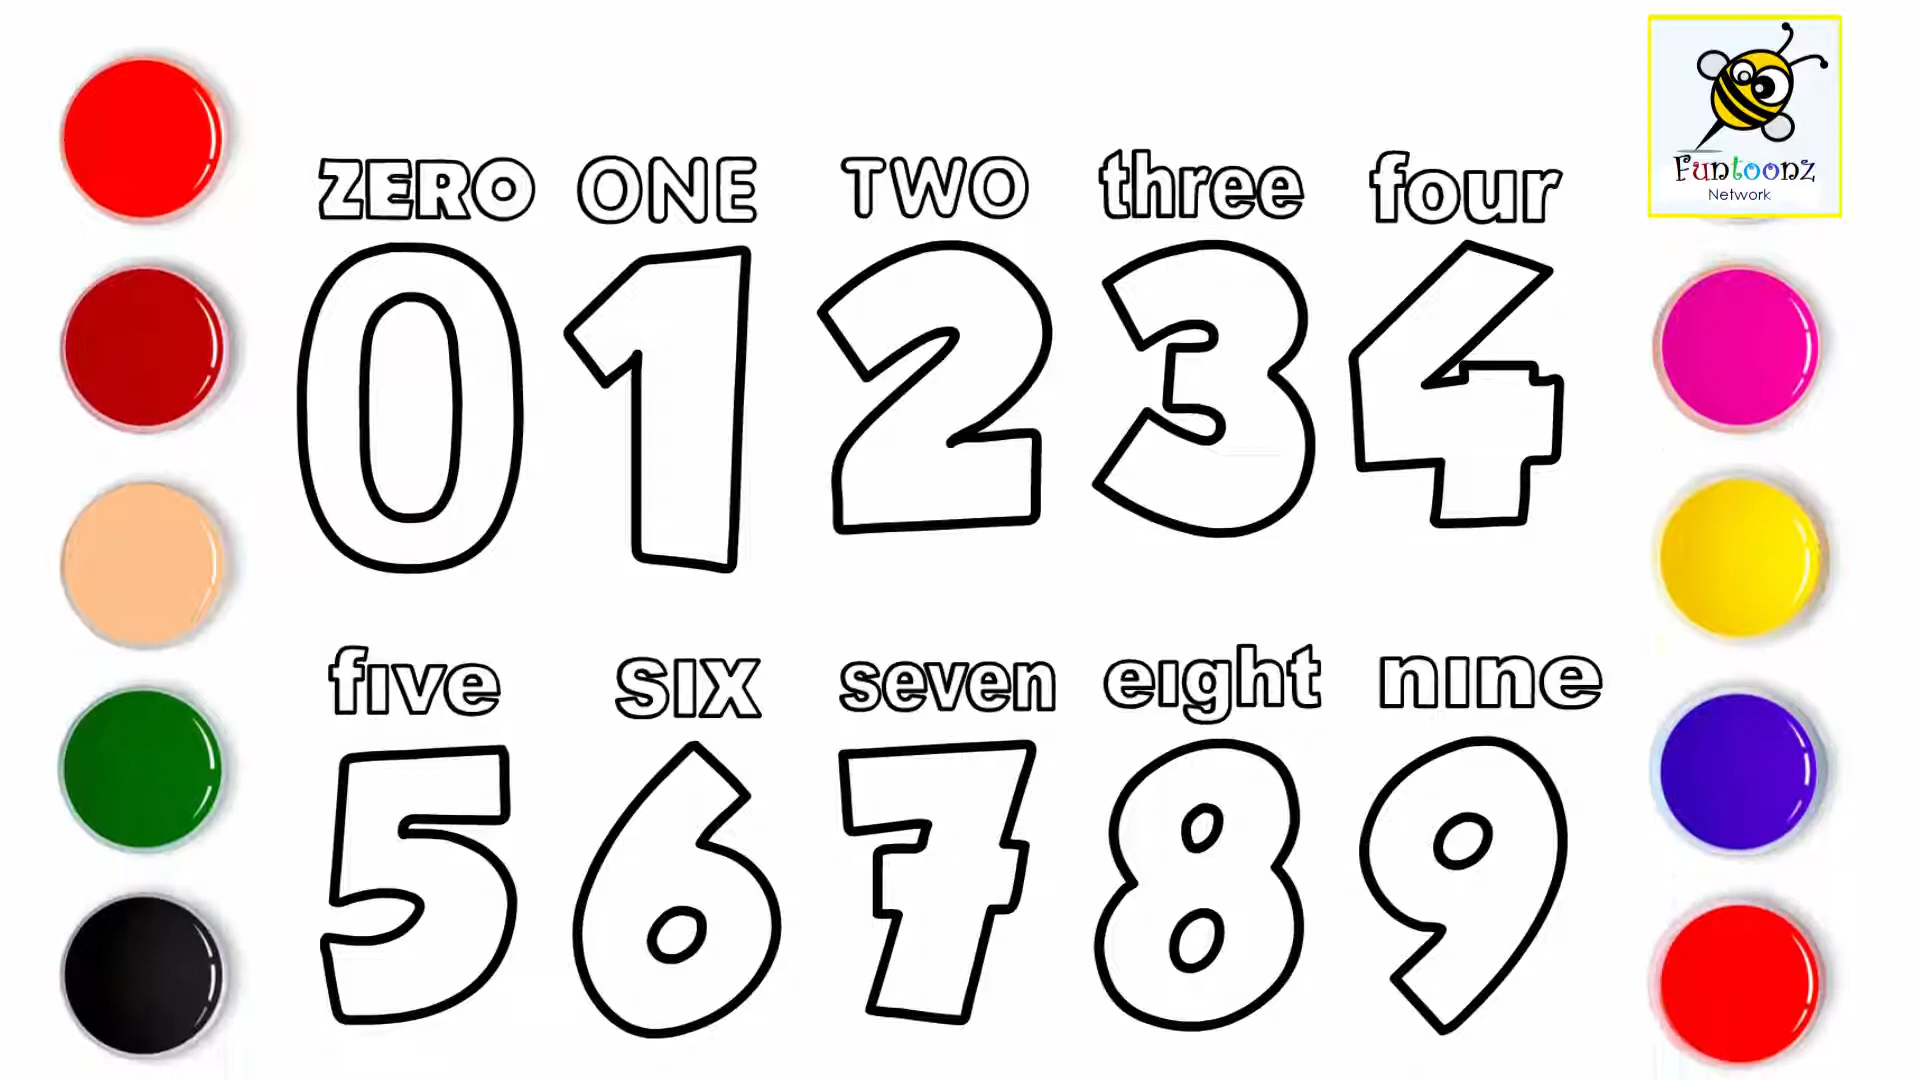 ZERO ONE TWO three four
0 1 2 3 4
five six seven eight nine
5 6 7 8 9
Funtoonz
Network